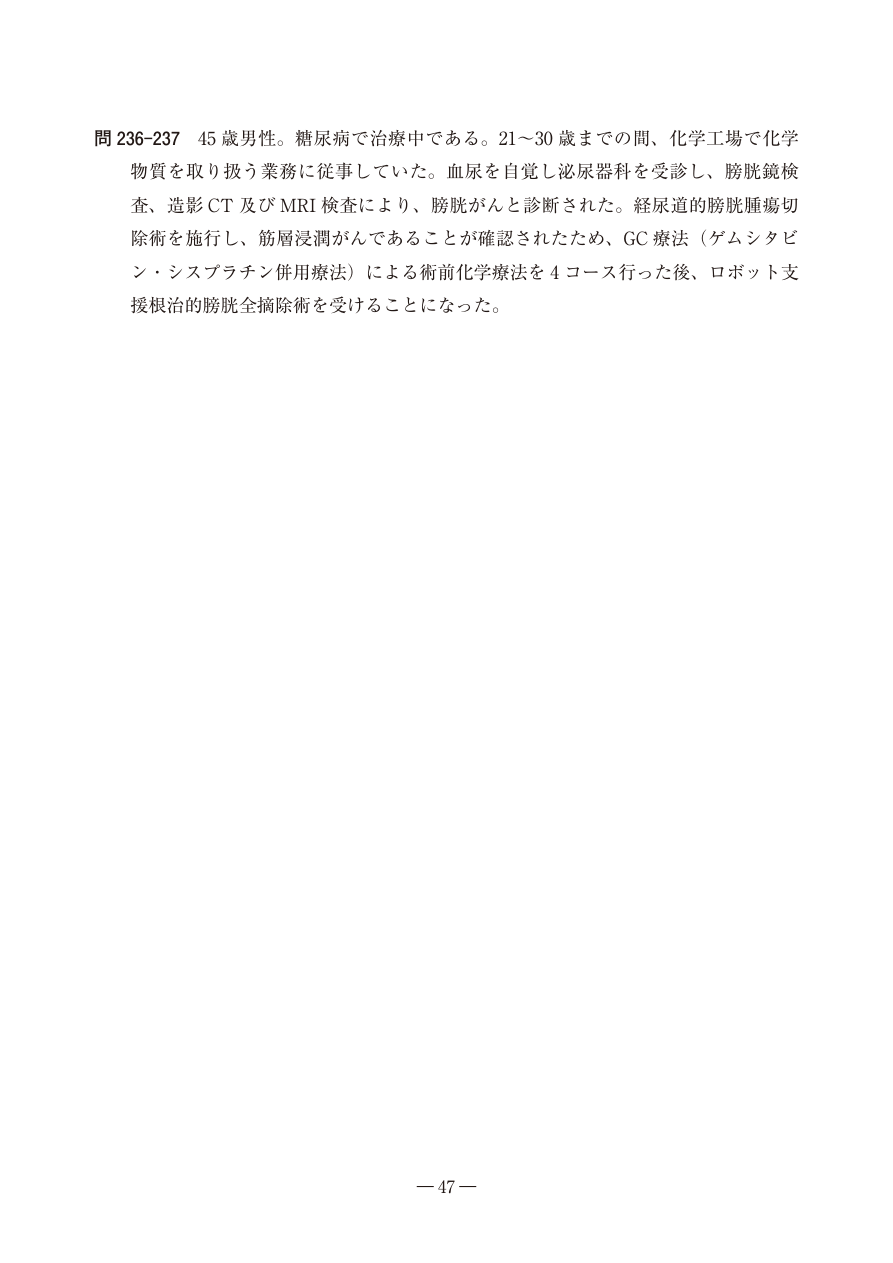 問 236-237　45 歳男性。糖尿病で治療中である。21～30 歳までの間、化学工場で化学
物質を取り扱う業務に従事していた。血尿を自覚し泌尿器科を受診し、膀胱鏡検
査、造影 CT 及び MRI 検査により、膀胱がんと診断された。経尿道的膀胱腫瘍切
除術を施行し、筋層浸潤がんであることが確認されたため、GC 療法（ゲムシタビ
ン・シスプラチン併用療法）による術前化学療法を 4 コース行った後、ロボット支
援根治的膀胱全摘除術を受けることになった。
― 47 ―